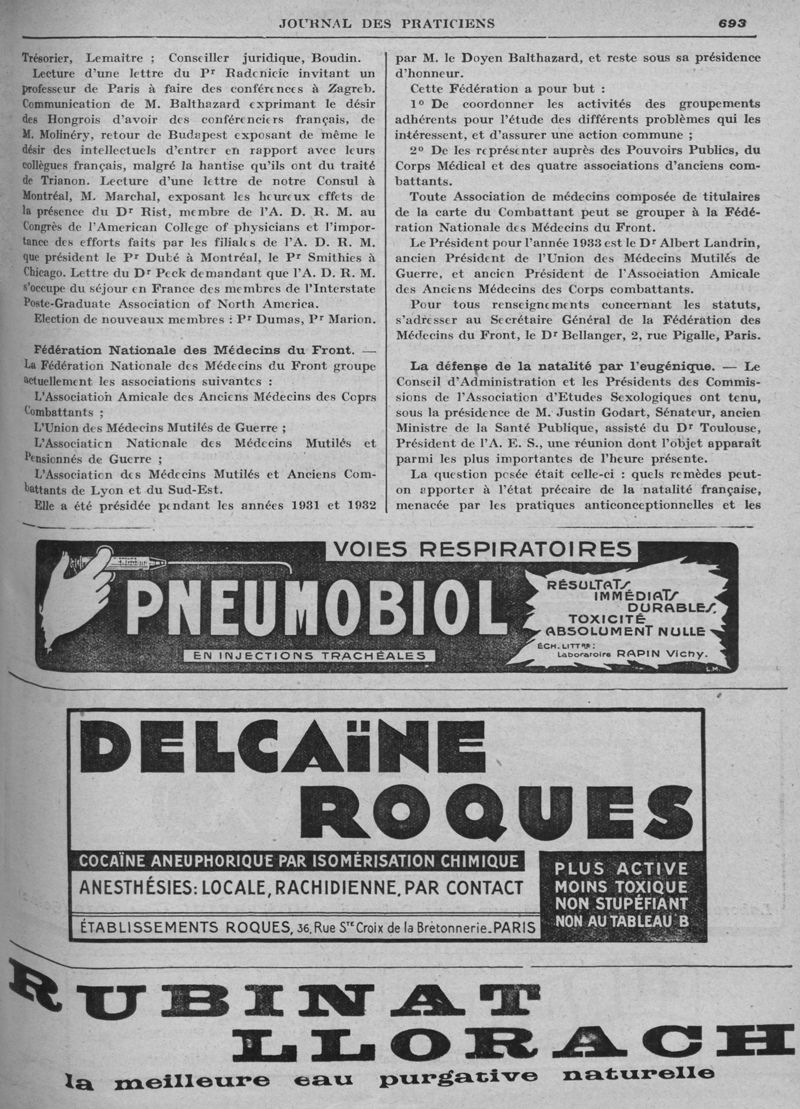 JOURNAL DES PRATICIENS 693
Trésorier, Lemaitre ; Conseiller juridique, Boudin.
Lecture d'une lettre du Pr Radenicic invitant un
professeur de Paris à faire des conférences à Zagreb.
Communication de M. Balthazard exprimant le désir
des Hongrois d'avoir des conférenciers français, de
M. Molinéry, retour de Budapest exposant de même le
désir des intellectuels d'entrer en rapport avec leurs
collègues français, malgré la hantise qu'ils ont du traité
de Trianon. Lecture d'une lettre de notre Consul à
Montréal, M. Marchal, exposant les heureux effets de
la présence du Dr Rist, membre de l'A. D. R. M. au
Congrès de l'American College of physicians et l'impor-
tance des efforts faits par les filiales de l'A. D. R. M.
que président le Pr Dubé à Montréal, le Pr Smithies à
Chicago. Lettre du Dr Peck demandant que l'A. D. R. M.
s'occupe du séjour en France des membres de l'Interstate
Poste-Graduate Association of North America.
Election de nouveaux membres : Pr Dumas, Pr Marion.
Fédération Nationale des Médecins du Front. —
La Fédération Nationale des Médecins du Front groupe
actuellement les associations suivantes :
L'Association Amicale des Anciens Médecins des Coprs
Combattants ;
L'Union des Médecins Mutilés de Guerre ;
L'Association Nationale des Médecins Mutilés et
Pensionnés de Guerre ;
L'Association des Médecins Mutilés et Anciens Com-
battants de Lyon et du Sud-Est.
Elle a été présidée pendant les années 1931 et 1932
par M. le Doyen Balthazard, et reste sous sa présidence
d'honneur.
Cette Fédération a pour but :
1º De coordonner les activités des groupements
adhérents pour l'étude des différents problèmes qui les
intéressent, et d'assurer une action commune ;
2º De les représenter auprès des Pouvoirs Publics, du
Corps Médical et des quatre associations d'anciens com-
battants.
Toute Association de médecins composée de titulaires
de la carte du Combattant peut se grouper à la Fédé-
ration Nationale des Médecins du Front.
Le Président pour l'année 1933 est le Dr Albert Landrin,
ancien Président de l'Union des Médecins Mutilés de
Guerre, et ancien Président de l'Association Amicale
des Anciens Médecins des Corps combattants.
Pour tous renseignements concernant les statuts,
s'adresser au Secrétaire Général de la Fédération des
Médecins du Front, le Dr Bellanger, 2, rue Pigalle, Paris.
La défense de la natalité par l'eugénique. — Le
Conseil d'Administration et les Présidents des Commis-
sions de l'Association d'Etudes Sexologiques ont tenu,
sous la présidence de M. Justin Godart, Sénateur, ancien
Ministre de la Santé Publique, assisté du Dr Toulouse,
Président de l'A. E. S., une réunion dont l'objet apparaît
parmi les plus importantes de l'heure présente.
La question posée était celle-ci : quels remèdes peut-
on apporter à l'état précaire de la natalité française,
menacée par les pratiques anticonceptionnelles et les
VOIES RESPIRATOIRES
PNEUMOBIOL
EN INJECTIONS TRACHÉALES
RÉSULTATS
IMMÉDIATS
DURABLES.
TOXICITÉ
ABSOLUMENT NULLE
ÉCH. LITTre :
Laboratoire RAPIN Vichy.
L.M.
DELCAÏNE
ROQUES
COCAÏNE ANEUPHORIQUE PAR ISOMÉRISATION CHIMIQUE
ANESTHÉSIES: LOCALE, RACHIDIENNE, PAR CONTACT
ÉTABLISSEMENTS ROQUES, 36, Rue Ste Croix de la Bretonnerie_PARIS
PLUS ACTIVE
MOINS TOXIQUE
NON STUPÉFIANT
NON AU TABLEAU B
RUBINAT
LLORACH
la meilleure eau purgative naturelle